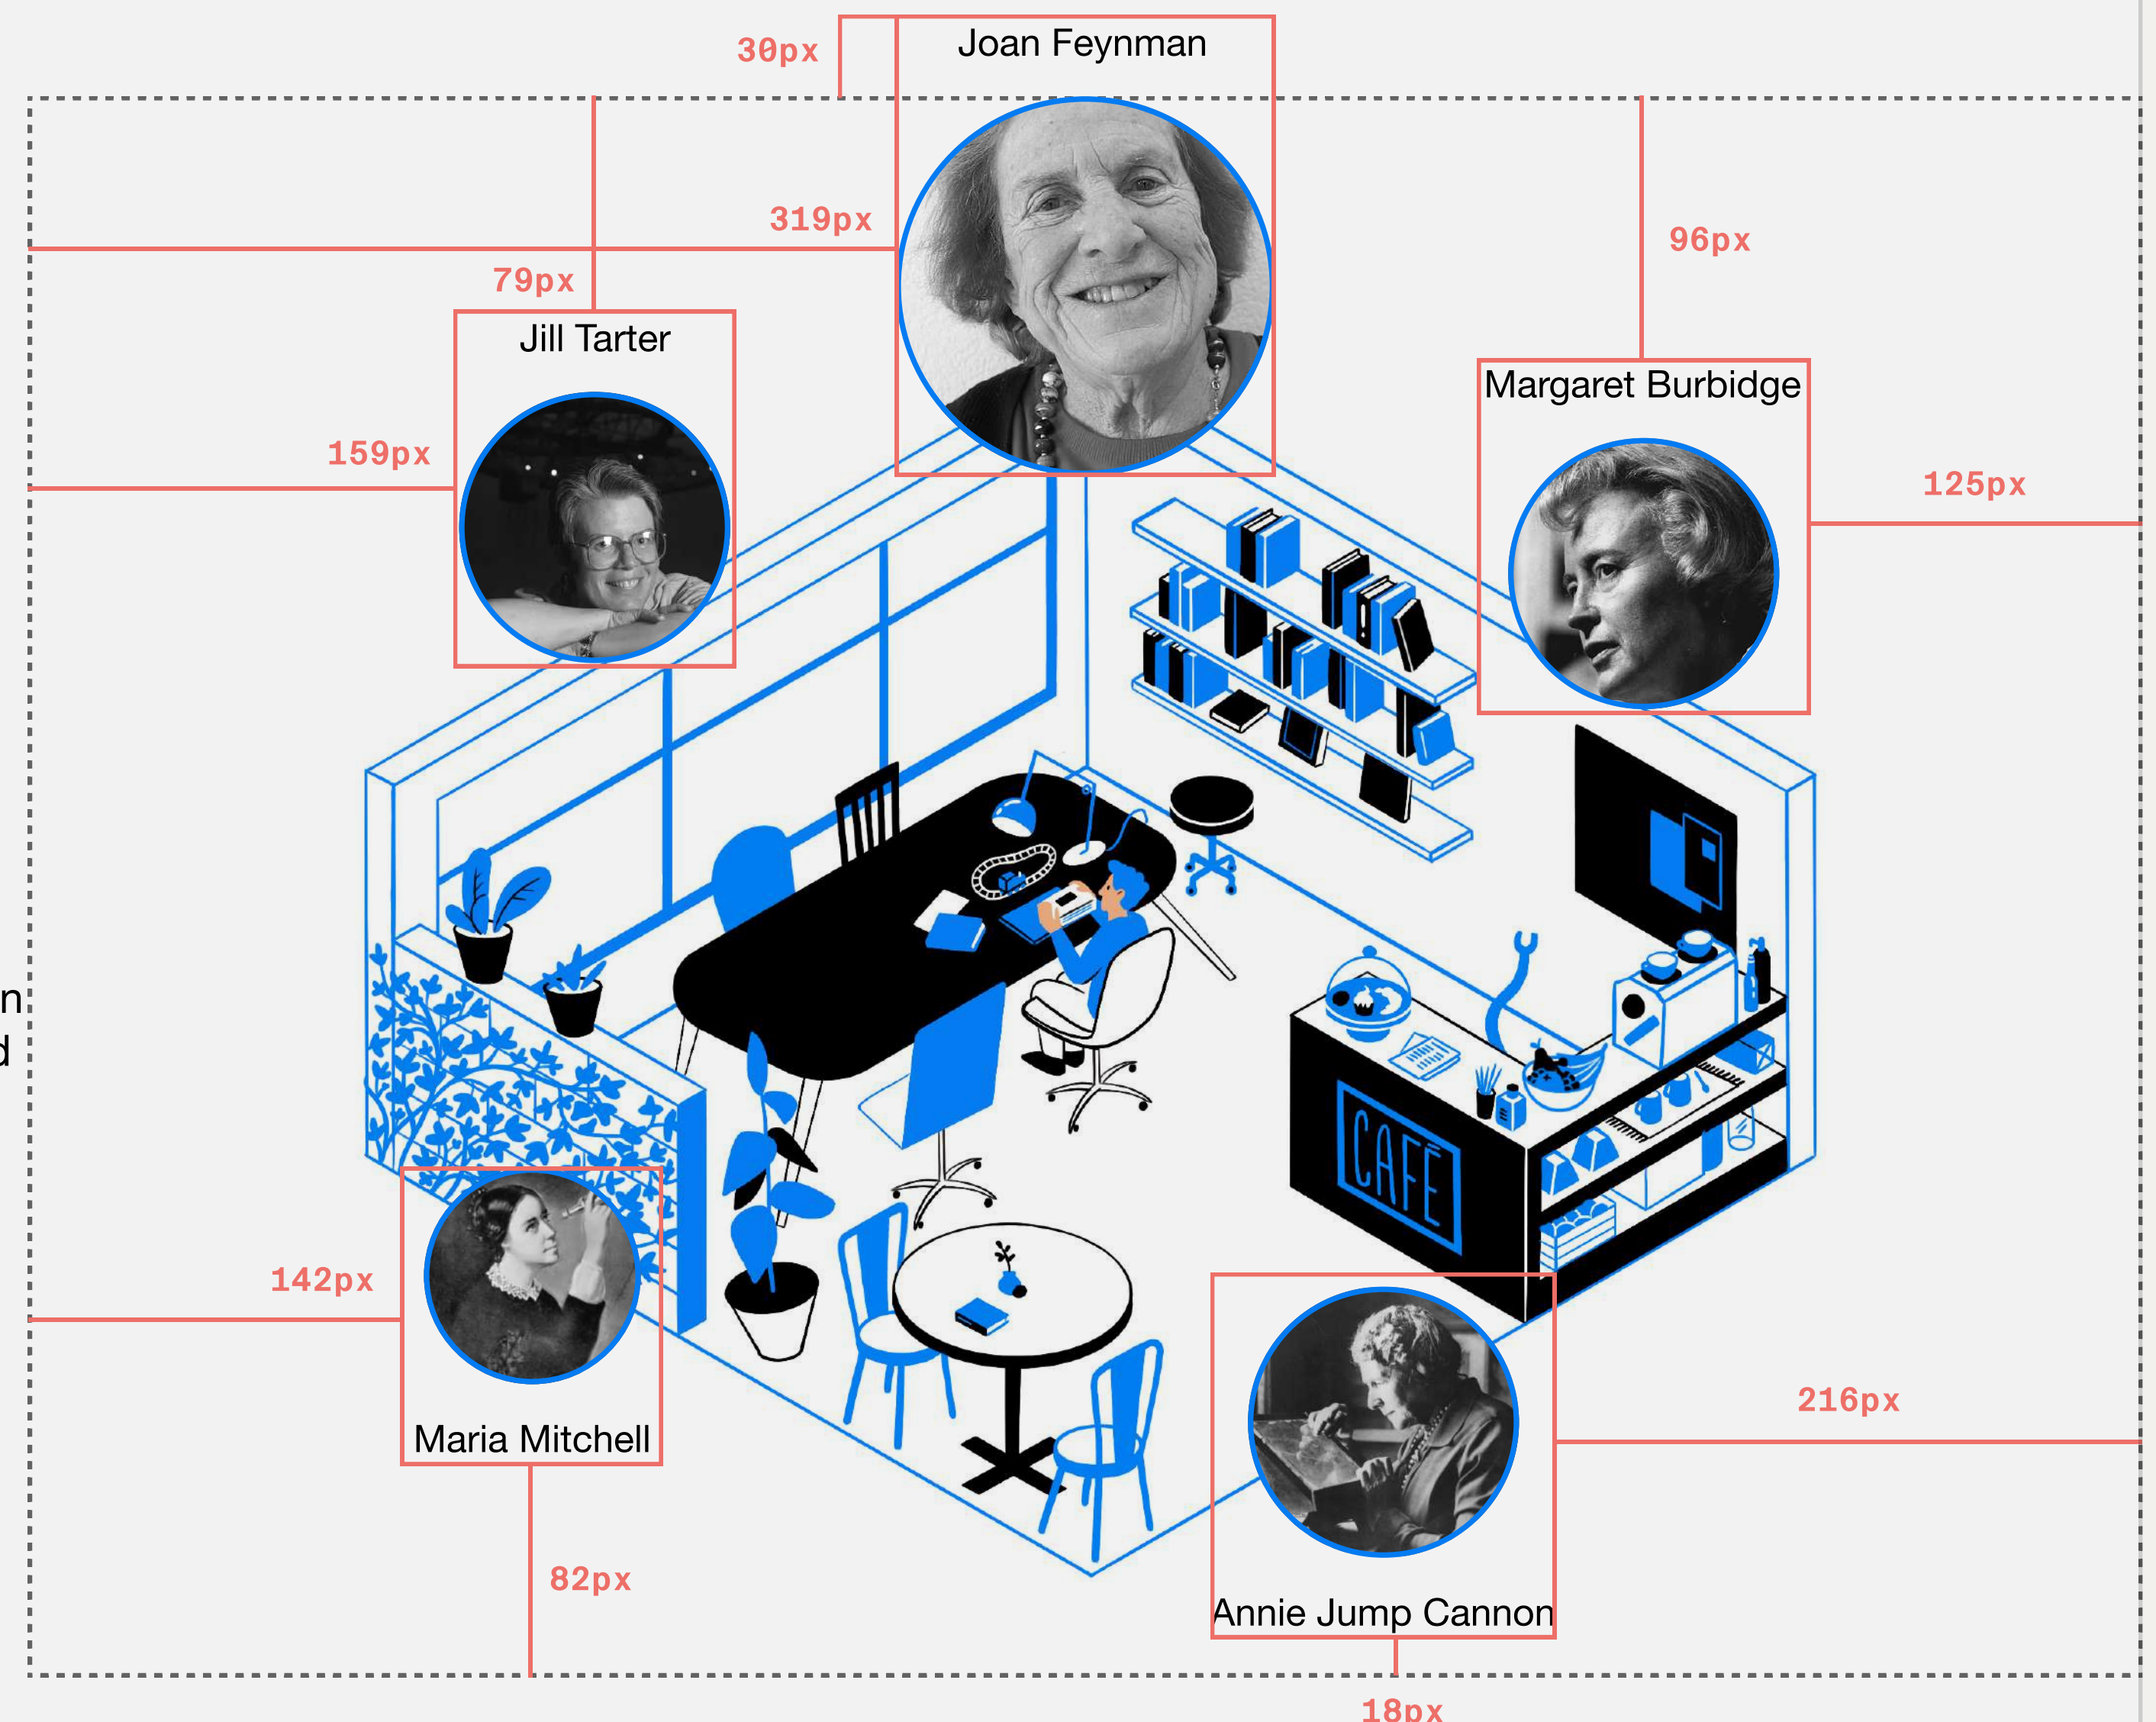 30px
Joan Feynman
319px
96px
79px
Jill Tarter
Margaret Burbidge
159px
125px
n
d
CAFÉ
142px
216px
Maria Mitchell
82px
Annie Jump Cannon
18px